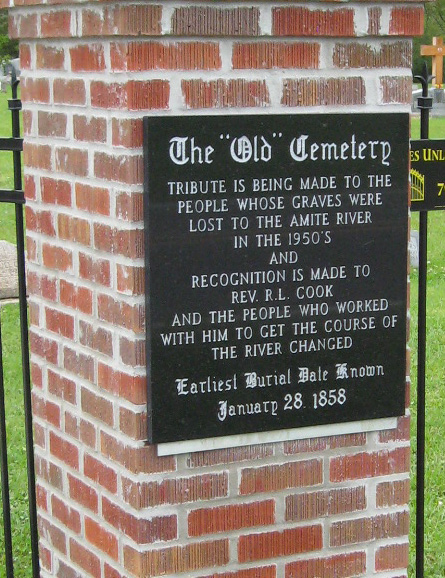 The "Old" Cemetery
TRIBUTE IS BEING MADE TO THE
PEOPLE WHOSE GRAVES WERE
LOST TO THE AMITE RIVER
IN THE 1950'S
AND
RECOGNITION IS MADE TO
REV. R.L. COOK
AND THE PEOPLE WHO WORKED
WITH HIM TO GET THE COURSE OF
THE RIVER CHANGED
Earliest Burial Date Known
January 28. 1858